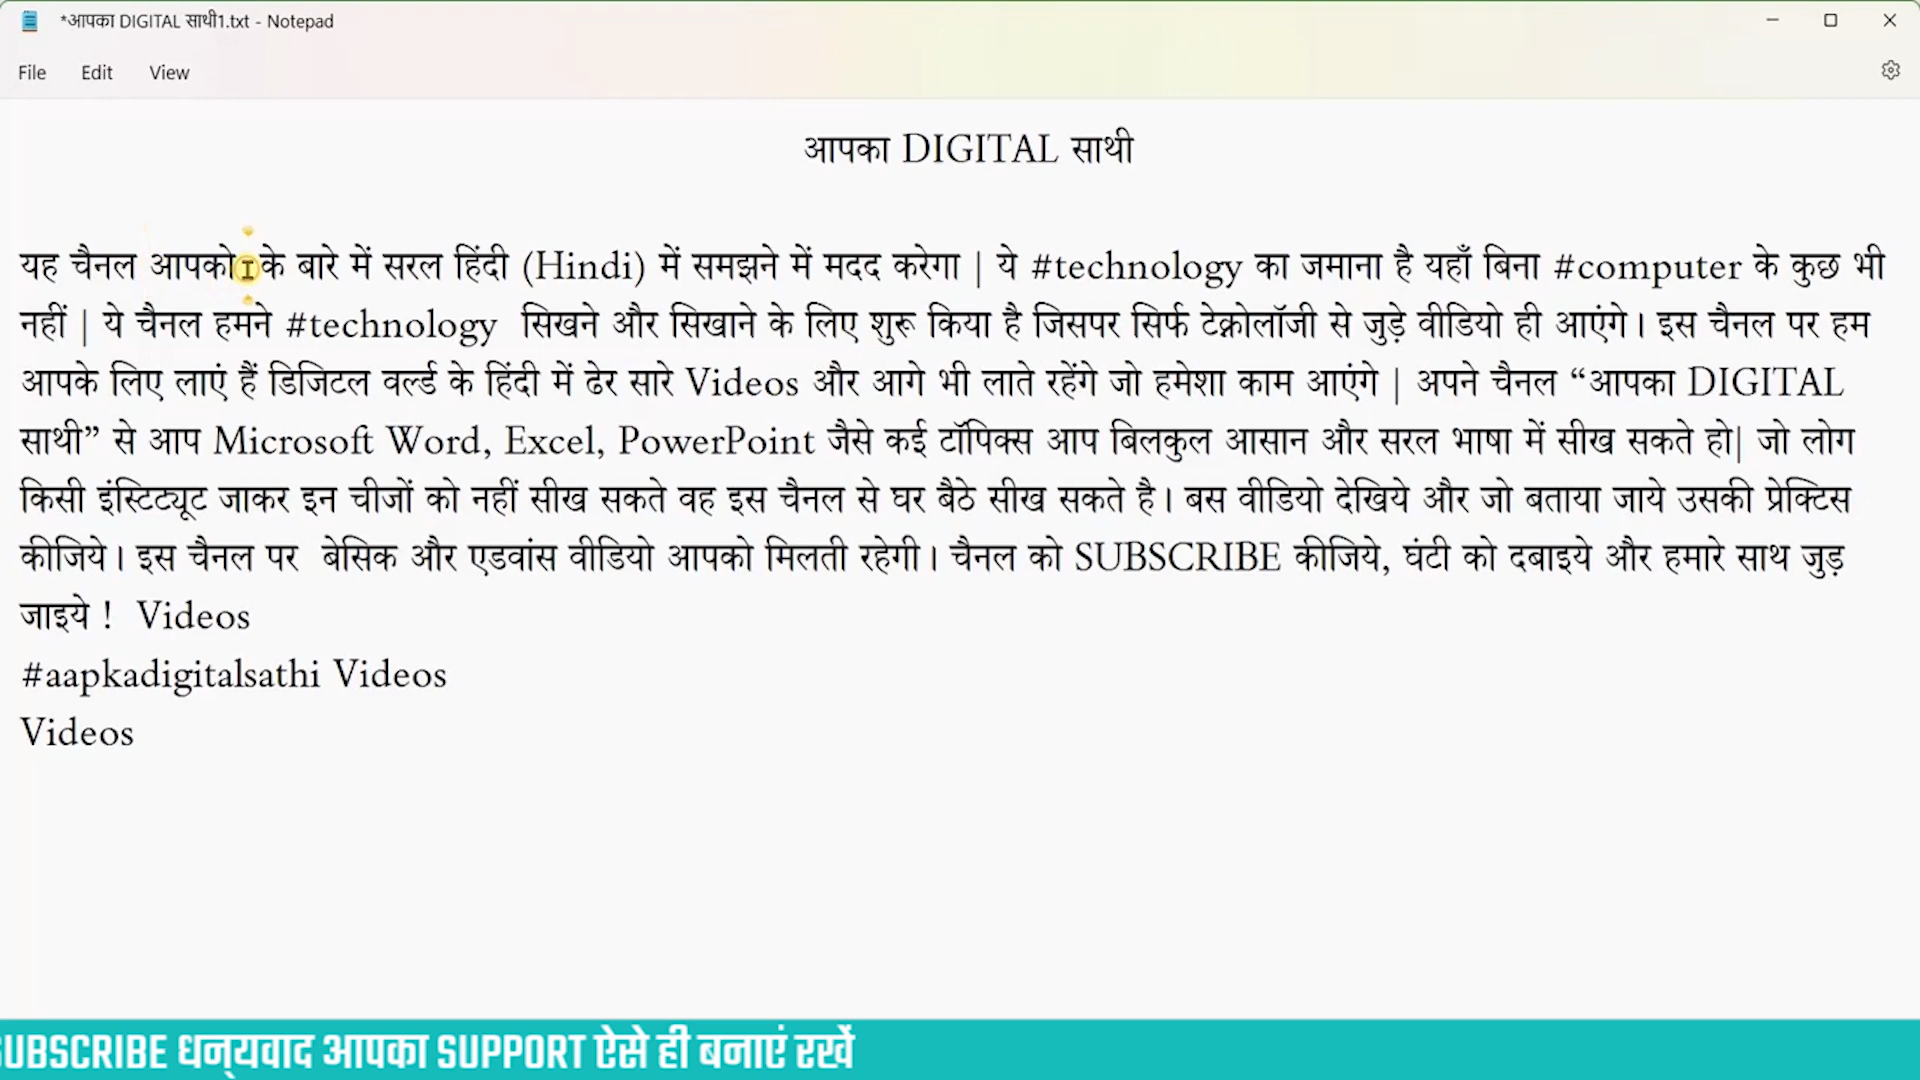 *आपका DIGITAL साथी1.txt - Notepad
File Edit View
आपका DIGITAL साथी
यह चैनल आपको के बारे में सरल हिंदी (Hindi) में समझने में मदद करेगा | ये #technology का जमाना है यहाँ बिना #computer के कुछ भी
नहीं | ये चैनल हमने #technology  सिखने और सिखाने के लिए शुरू किया है जिसपर सिर्फ टेक्नोलॉजी से जुड़े वीडियो ही आएंगे। इस चैनल पर हम
आपके लिए लाएं हैं डिजिटल वर्ल्ड के हिंदी में ढेर सारे Videos और आगे भी लाते रहेंगे जो हमेशा काम आएंगे | अपने चैनल “आपका DIGITAL
साथी” से आप Microsoft Word, Excel, PowerPoint जैसे कई टॉपिक्स आप बिलकुल आसान और सरल भाषा में सीख सकते हो| जो लोग
किसी इंस्टिट्यूट जाकर इन चीजों को नहीं सीख सकते वह इस चैनल से घर बैठे सीख सकते है। बस वीडियो देखिये और जो बताया जाये उसकी प्रेक्टिस
कीजिये। इस चैनल पर  बेसिक और एडवांस वीडियो आपको मिलती रहेगी। चैनल को SUBSCRIBE कीजिये, घंटी को दबाइये और हमारे साथ जुड़
जाइये !  Videos
#aapkadigitalsathi Videos
Videos
SUBSCRIBE धन्यवाद आपका SUPPORT ऐसे ही बनाएं रखें